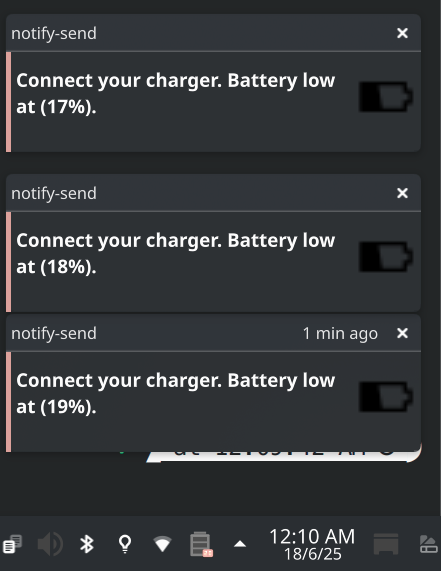 notify-send
Connect your charger. Battery low
at (17%).
notify-send
Connect your charger. Battery low
at (18%).
notify-send 1 min ago
Connect your charger. Battery low
at (19%).
12:10 AM
18/6/25